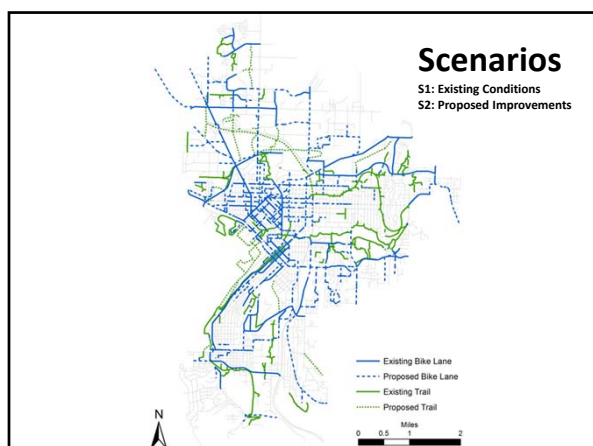 Scenarios
S1: Existing Conditions
S2: Proposed Improvements
Existing Bike Lane
Proposed Bike Lane
Existing Trail
Proposed Trail
Miles
0 0.5 1 2
N